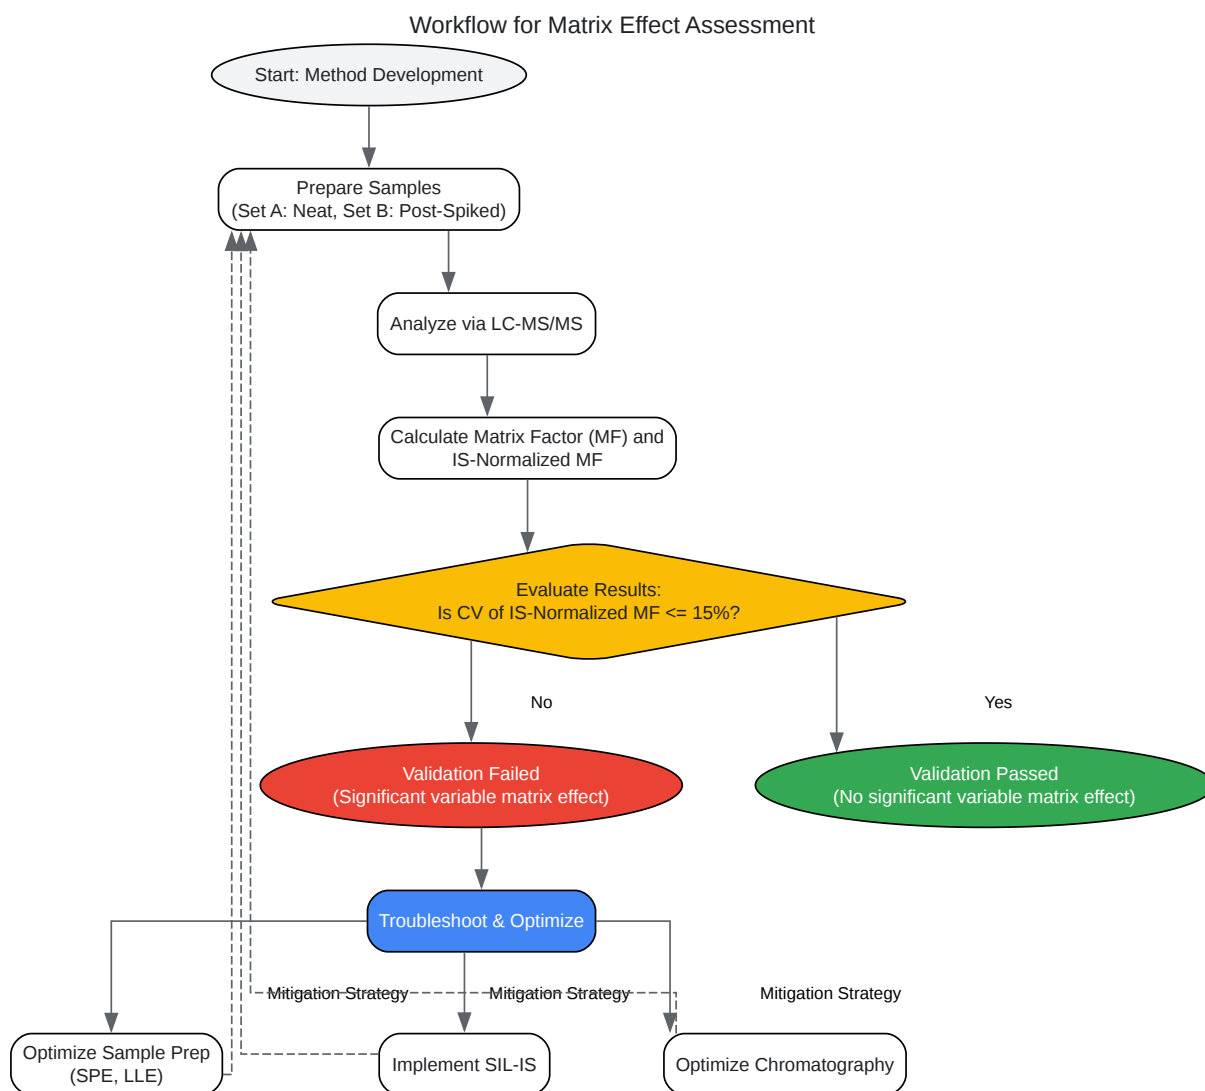 Workflow for Matrix Effect Assessment
Start: Method Development
Prepare Samples
(Set A: Neat, Set B: Post-Spiked)
Analyze via LC-MS/MS
Calculate Matrix Factor (MF) and
IS-Normalized MF
Evaluate Results:
Is CV of IS-Normalized MF <= 15%?
No
Yes
Validation Failed
(Significant variable matrix effect)
Validation Passed
(No significant variable matrix effect)
Troubleshoot & Optimize
Mitigation Strategy
Mitigation Strategy
Mitigation Strategy
Optimize Sample Prep
(SPE, LLE)
Implement SIL-IS
Optimize Chromatography